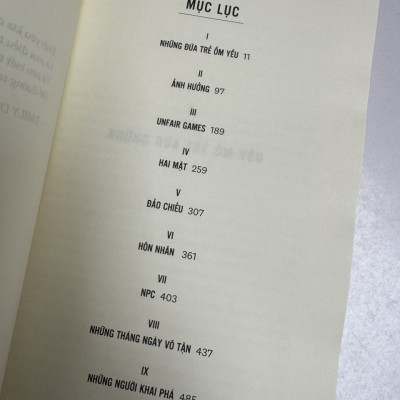 MỤC LỤC
I
NHỮNG ĐỨA TRẺ ỐM YẾU 11
II
ẢNH HƯỞNG 97
III
UNFAIR GAMES 189
IV
HAI MẶT 259
V
ĐẢO CHIỀU 307
VI
HÔN NHÂN 361
VII
NPC 403
VIII
NHỮNG THÁNG NGÀY VÔ TẬN 437
IX
NHỮNG NGƯỜI KHAI PHÁ 485